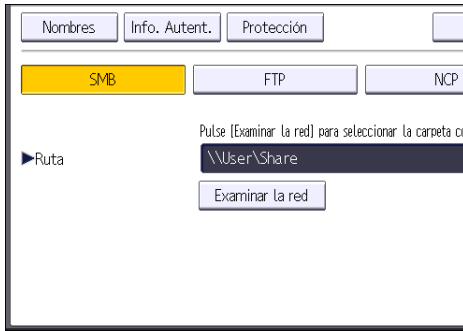 Nombres Info. Autent. Protección
SMB FTP NCP
Pulse [Examinar la red] para seleccionar la carpeta
▶Ruta \\User\Share
Examinar la red